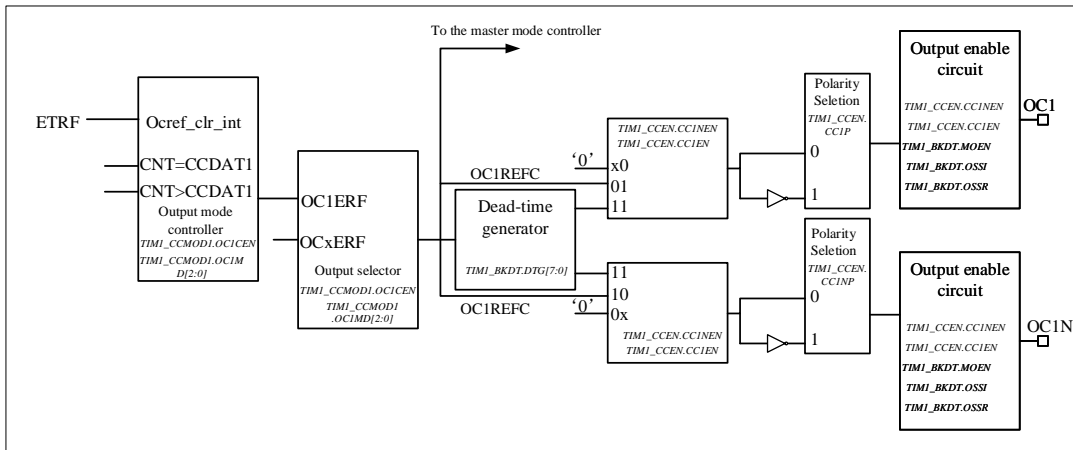 To the master mode controller
ETRF
Ocref_clr_int
CNT=CCDAT1
CNT>CCDAT1
Output mode
controller
TIM1_CCMOD1.OC1CEN
TIM1_CCMOD1.OC1M
D[2:0]
OC1ERF
OCxERF
Output selector
TIM1_CCMOD1.OC1CEN
TIM1_CCMOD1
.OC1MD[2:0]
OC1REFC
Dead-time
generator
TIM1_BKDT.DTG[7:0]
OC1REFC
TIM1_CCEN.CC1NEN
TIM1_CCEN.CC1EN
‘0’
x0
01
11
11
10
‘0’
0x
TIM1_CCEN.CC1NEN
TIM1_CCEN.CC1EN
Polarity
Seletion
TIM1_CCEN.
CC1P
0
1
Polarity
Seletion
TIM1_CCEN.
CC1NP
0
1
Output enable
circuit
TIM1_CCEN.CC1NEN
TIM1_CCEN.CC1EN
TIM1_BKDT.MOEN
TIM1_BKDT.OSSI
TIM1_BKDT.OSSR
OC1
Output enable
circuit
TIM1_CCEN.CC1NEN
TIM1_CCEN.CC1EN
TIM1_BKDT.MOEN
TIM1_BKDT.OSSI
TIM1_BKDT.OSSR
OC1N